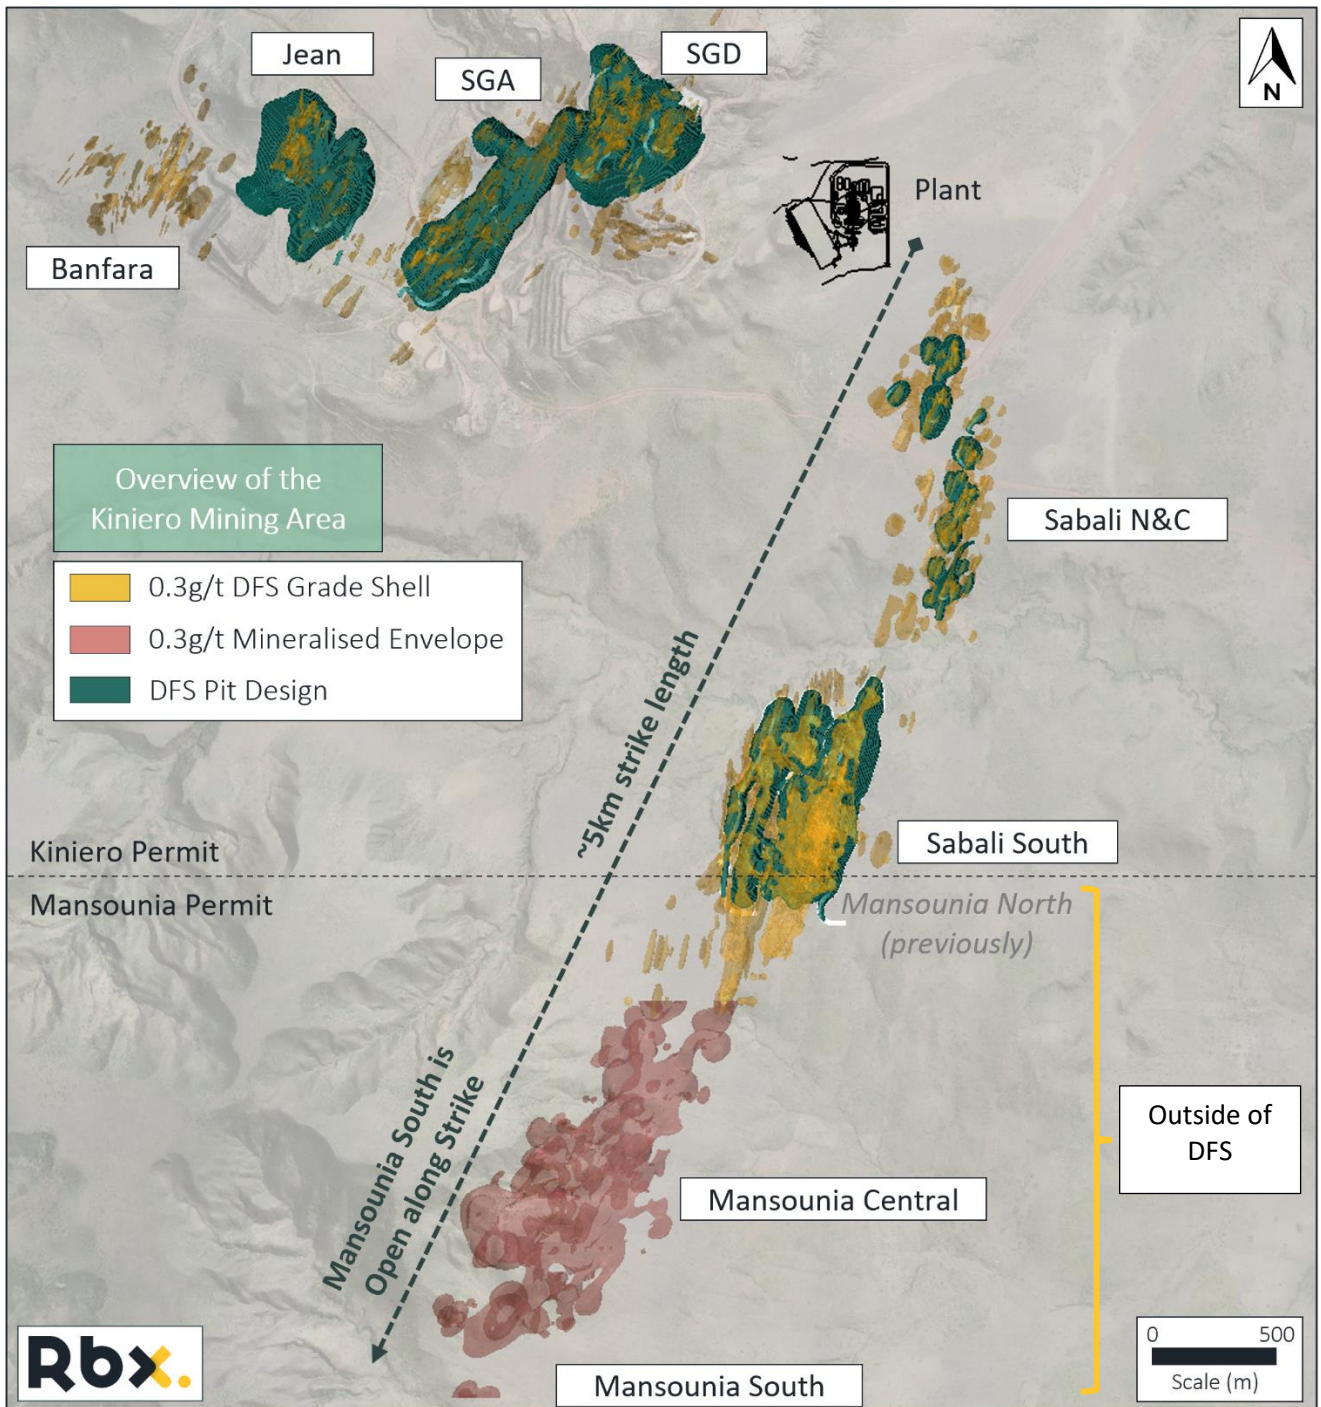 Jean
SGA
SGD
N
Plant
Banfara
Overview of the
Kiniero Mining Area
0.3g/t DFS Grade Shell
0.3g/t Mineralised Envelope
DFS Pit Design
Sabali N&C
~5km strike length
Sabali South
Kiniero Permit
Mansounia Permit
Mansounia North
(previously)
Outside of
DFS
Mansounia South is
Open along Strike
Mansounia Central
Mansounia South
Rbx.
0 500
Scale (m)